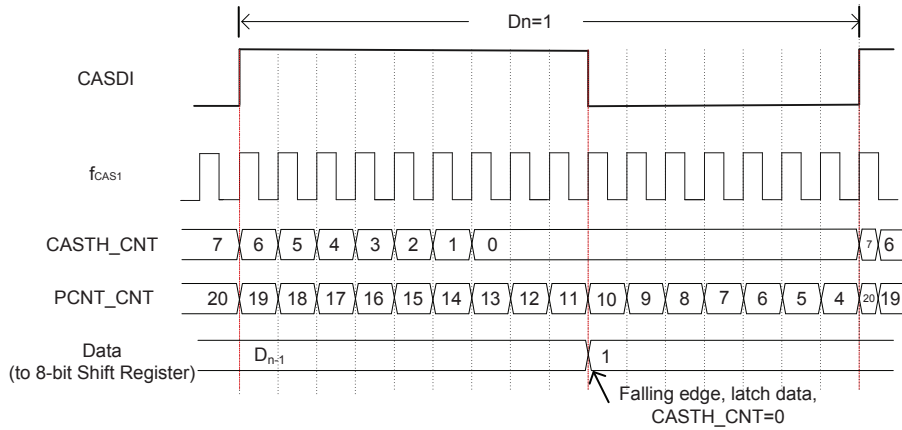 Dn=1
CASDI
fCAS1
CASTH_CNT 7 6 5 4 3 2 1 0 7 6
PCNT_CNT 20 19 18 17 16 15 14 13 12 11 10 9 8 7 6 5 4 20 19
Data
(to 8-bit Shift Register)
Dn-1 1
Falling edge, latch data,
CASTH_CNT=0